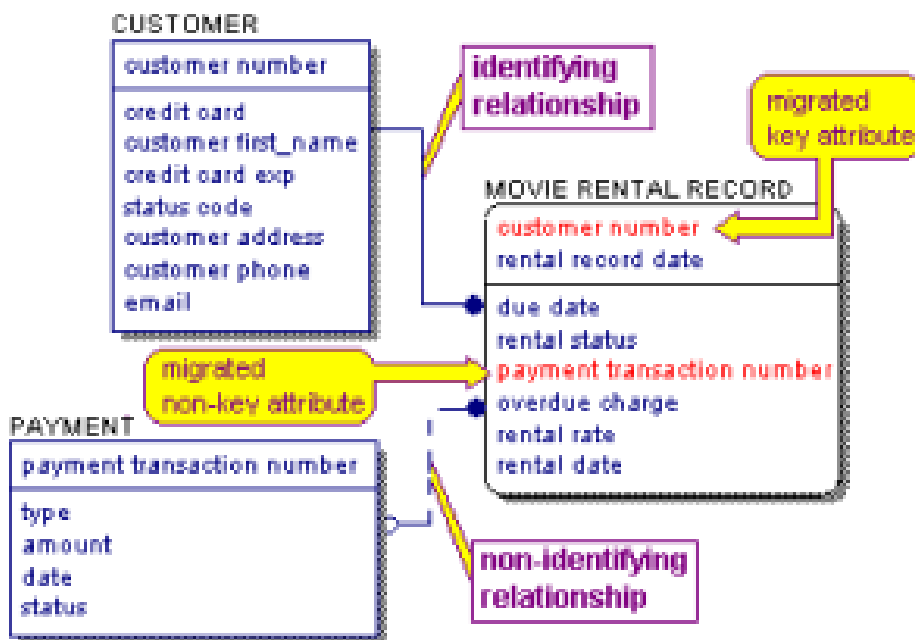 CUSTOMER
customer number
credit card
customer first_name
credit card exp
status code
customer address
customer phone
email
identifying
relationship
migrated
key attribute
MOVIE RENTAL RECORD
customer number
rental record date
due date
rental status
payment transaction number
overdue charge
rental rate
rental date
migrated
non-key attribute
PAYMENT
payment transaction number
type
amount
date
status
non-identifying
relationship